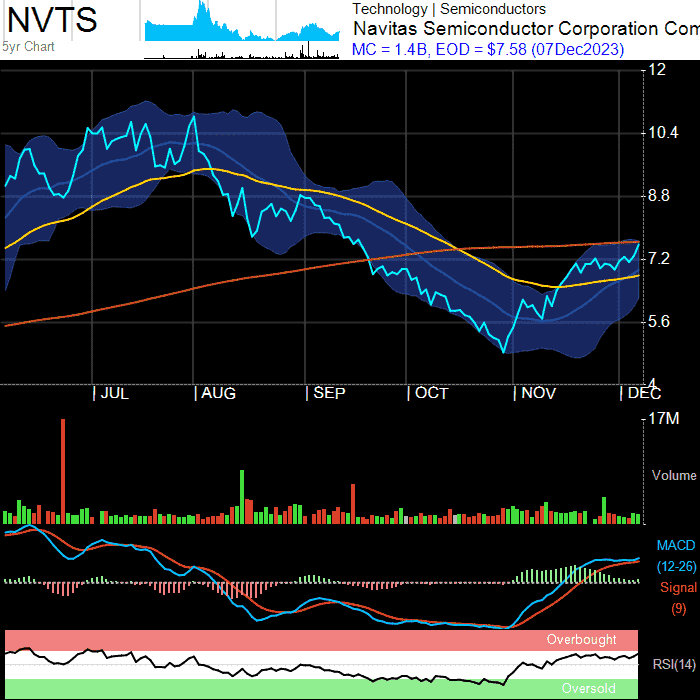 NVTS
5yr Chart
Technology | Semiconductors
Navitas Semiconductor Corporation Com
MC = 1.4B, EOD = $7.58 (07Dec2023)
12
10.4
8.8
7.2
5.6
4
| JUL | AUG | SEP | OCT | NOV | DEC
17M
Volume
MACD
(12-26)
Signal
(9)
Overbought
RSI(14)
Oversold